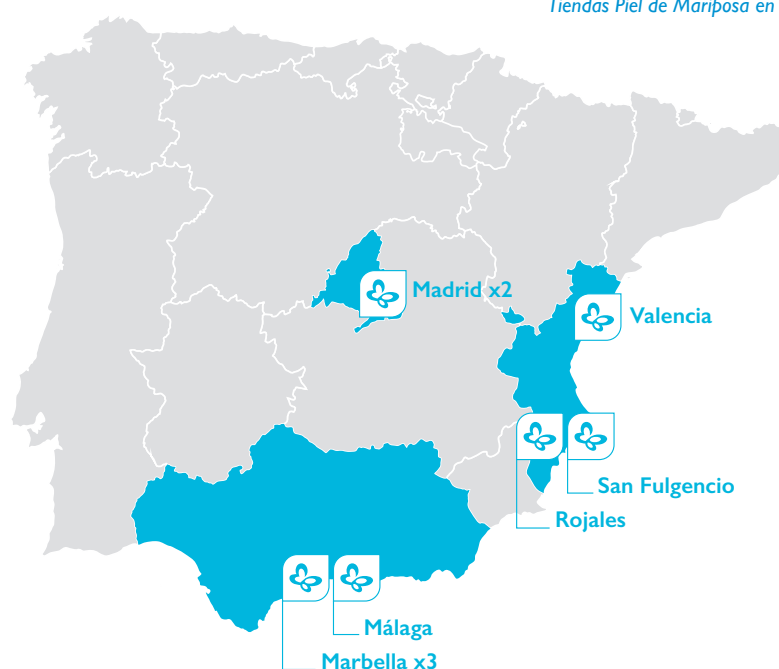 Tiendas Piel de Mariposa en
Madrid x2
Valencia
San Fulgencio
Rojales
Málaga
Marbella x3